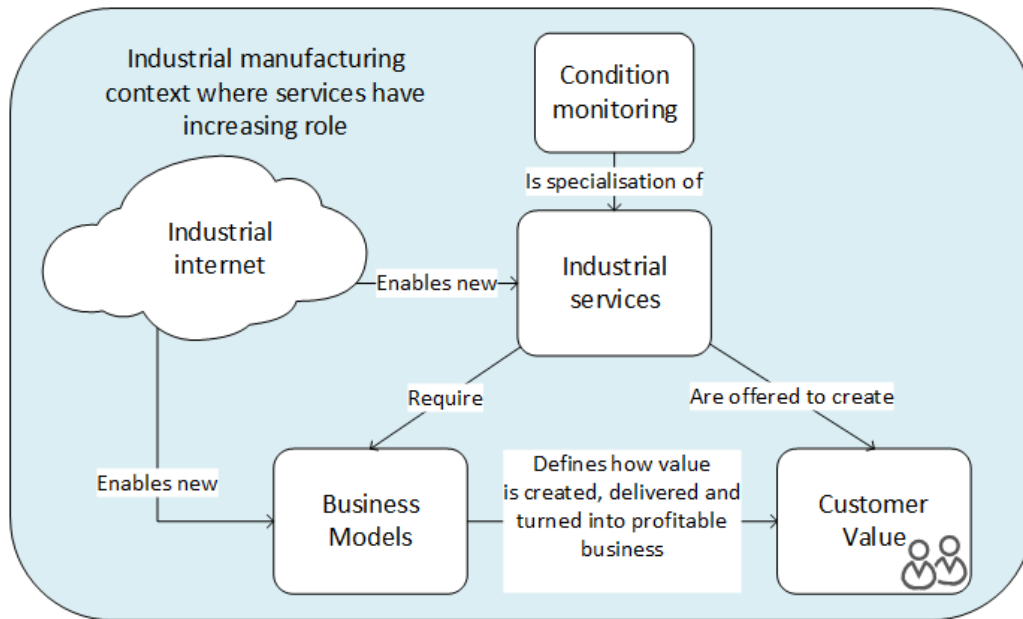 Industrial manufacturing
context where services have
increasing role
Condition
monitoring
Is specialisation of
Industrial
internet
Enables new
Industrial
services
Require
Are offered to create
Enables new
Business
Models
Defines how value
is created, delivered and
turned into profitable
business
Customer
Value